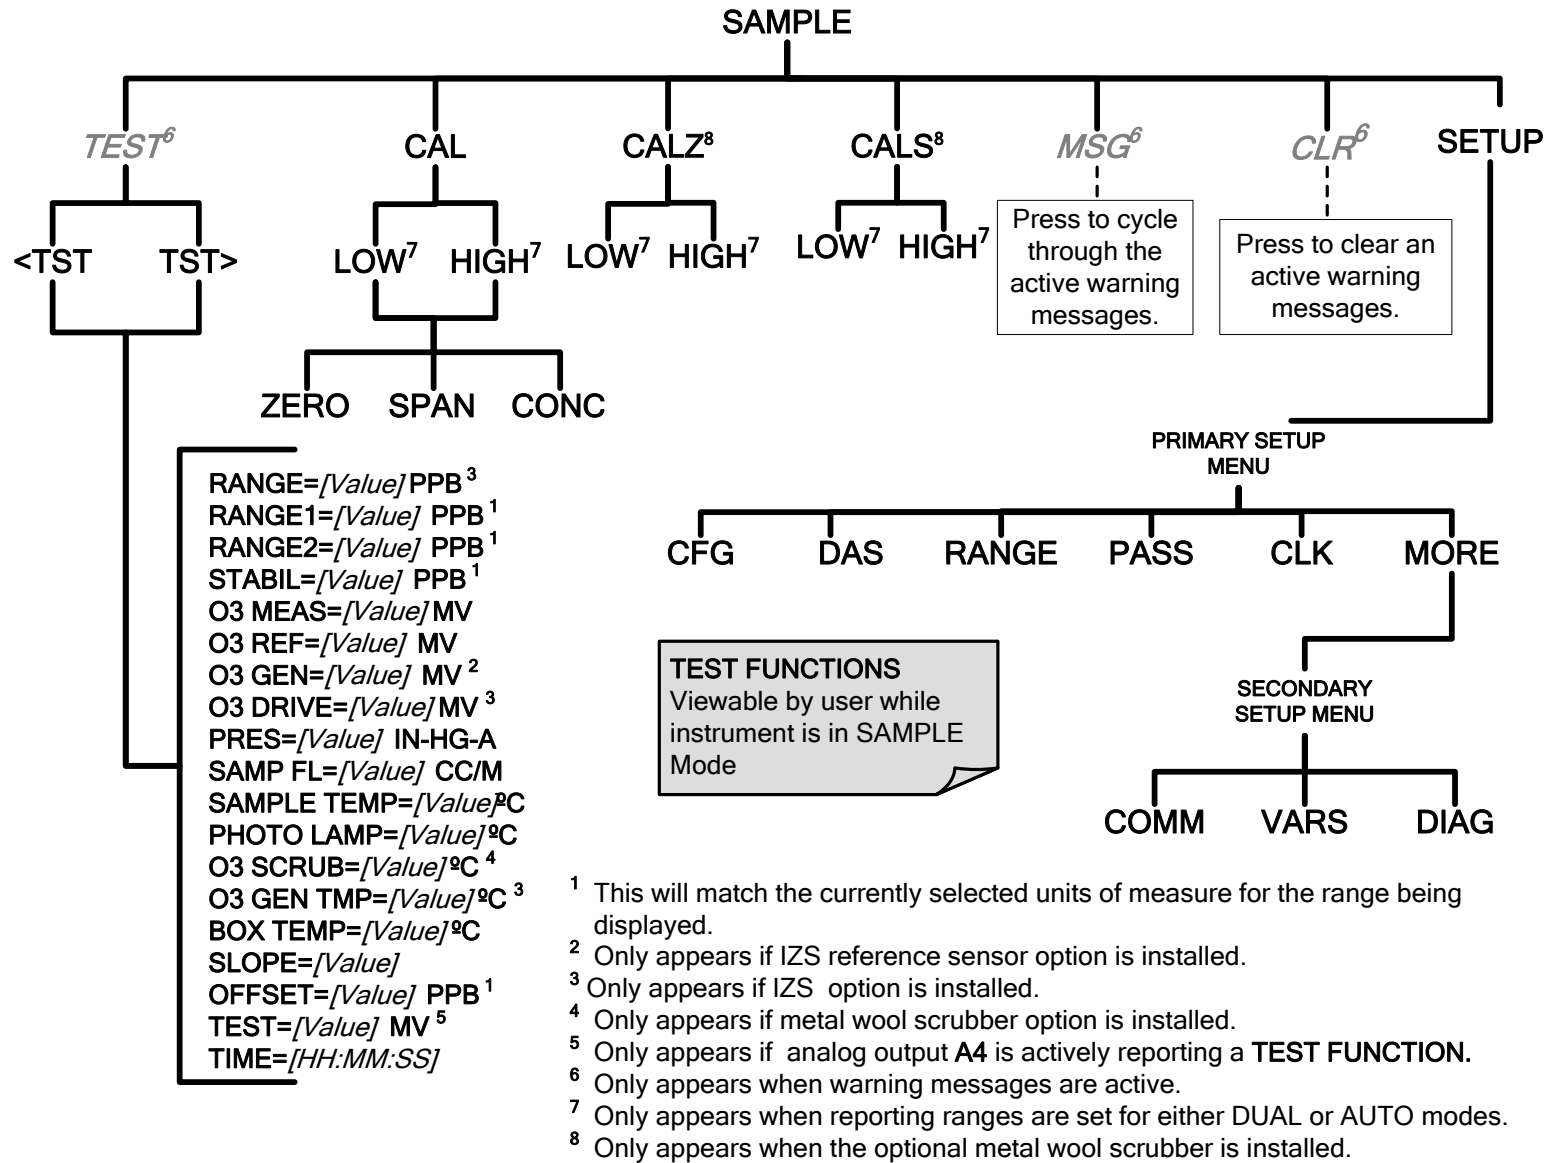 SAMPLE
TEST⁶ CAL CALZ⁸ CALS⁸ MSG⁶ CLR⁶ SETUP
<TST TST> LOW⁷ HIGH⁷ LOW⁷ HIGH⁷ LOW⁷ HIGH⁷
Press to cycle
through the
active warning
messages.
Press to clear an
active warning
messages.
ZERO SPAN CONC
RANGE=[Value] PPB ³
RANGE1=[Value] PPB ¹
RANGE2=[Value] PPB ¹
STABIL=[Value] PPB ¹
O3 MEAS=[Value] MV
O3 REF=[Value] MV
O3 GEN=[Value] MV ²
O3 DRIVE=[Value] MV ³
PRES=[Value] IN-HG-A
SAMP FL=[Value] CC/M
SAMPLE TEMP=[Value]ºC
PHOTO LAMP=[Value] ºC
O3 SCRUB=[Value] ºC ⁴
O3 GEN TMP=[Value] ºC ³
BOX TEMP=[Value] ºC
SLOPE=[Value]
OFFSET=[Value] PPB ¹
TEST=[Value] MV ⁵
TIME=[HH:MM:SS]
PRIMARY SETUP
MENU
CFG DAS RANGE PASS CLK MORE
TEST FUNCTIONS
Viewable by user while
instrument is in SAMPLE
Mode
SECONDARY
SETUP MENU
COMM VARS DIAG
¹ This will match the currently selected units of measure for the range being
displayed.
² Only appears if IZS reference sensor option is installed.
³ Only appears if IZS option is installed.
⁴ Only appears if metal wool scrubber option is installed.
⁵ Only appears if analog output A4 is actively reporting a TEST FUNCTION.
⁶ Only appears when warning messages are active.
⁷ Only appears when reporting ranges are set for either DUAL or AUTO modes.
⁸ Only appears when the optional metal wool scrubber is installed.